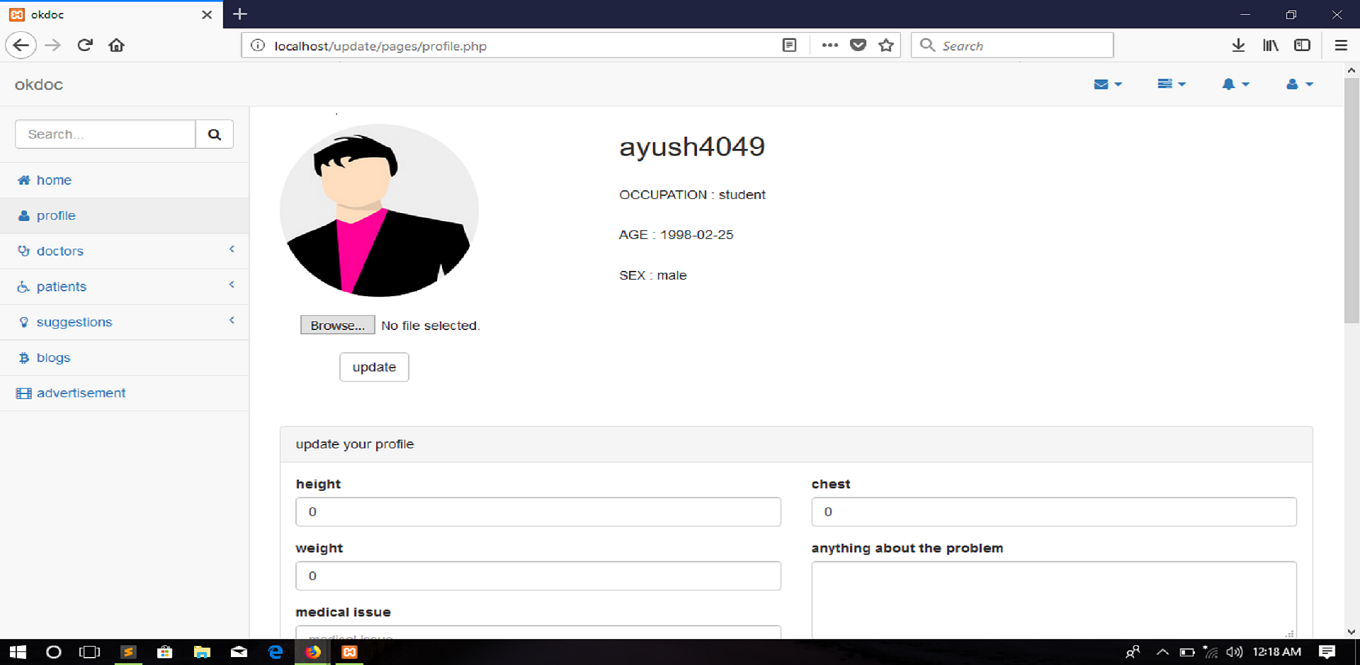 okdoc
localhost/update/pages/profile.php
Search
okdoc
Search...
home
profile
doctors
patients
suggestions
blogs
advertisement
ayush4049
OCCUPATION : student
AGE : 1998-02-25
SEX : male
Browse... No file selected.
update
update your profile
height
0
weight
0
medical issue
medical issue
chest
0
anything about the problem
12:18 AM